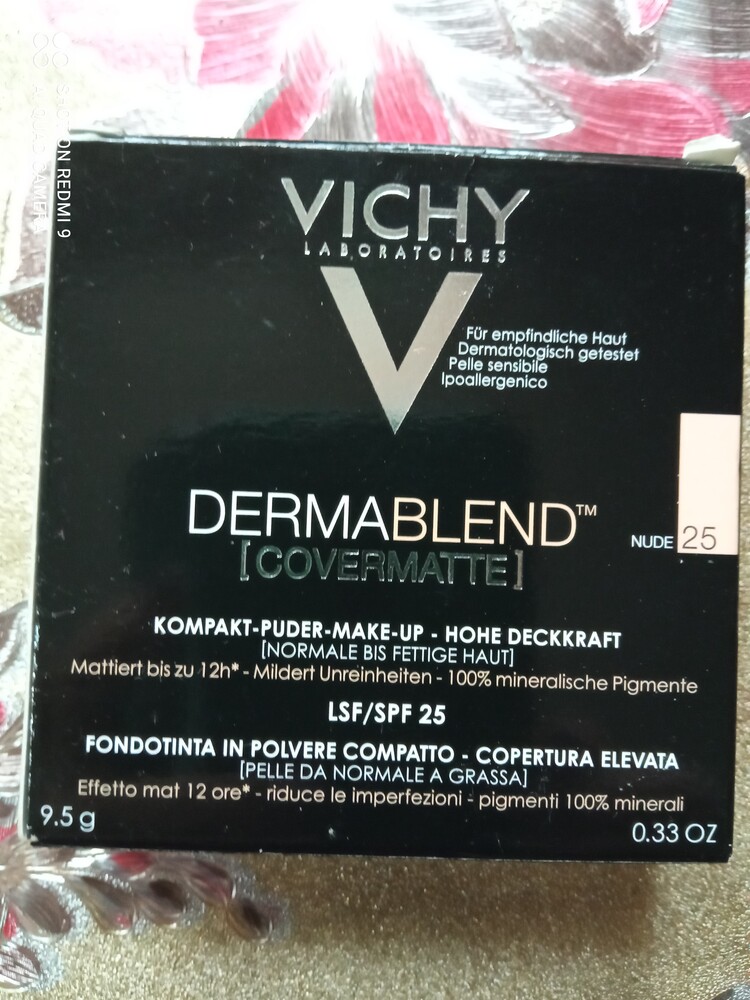 VICHY
LABORATOIRES
Für empfindliche Haut
Dermatologisch getestet
Pelle sensibile
Ipoallergenico
DERMABLEND™
[COVERMATTE]
NUDE 25
KOMPAKT-PUDER-MAKE-UP - HOHE DECKKRAFT
[NORMALE BIS FETTIGE HAUT]
Mattiert bis zu 12h* - Mildert Unreinheiten - 100% mineralische Pigmente
LSF/SPF 25
FONDOTINTA IN POLVERE COMPATTO - COPERTURA ELEVATA
[PELLE DA NORMALE A GRASSA]
Effetto mat 12 ore* - riduce le imperfezioni - pigmenti 100% minerali
9.5 g
0.33 OZ
ON REDMI 9